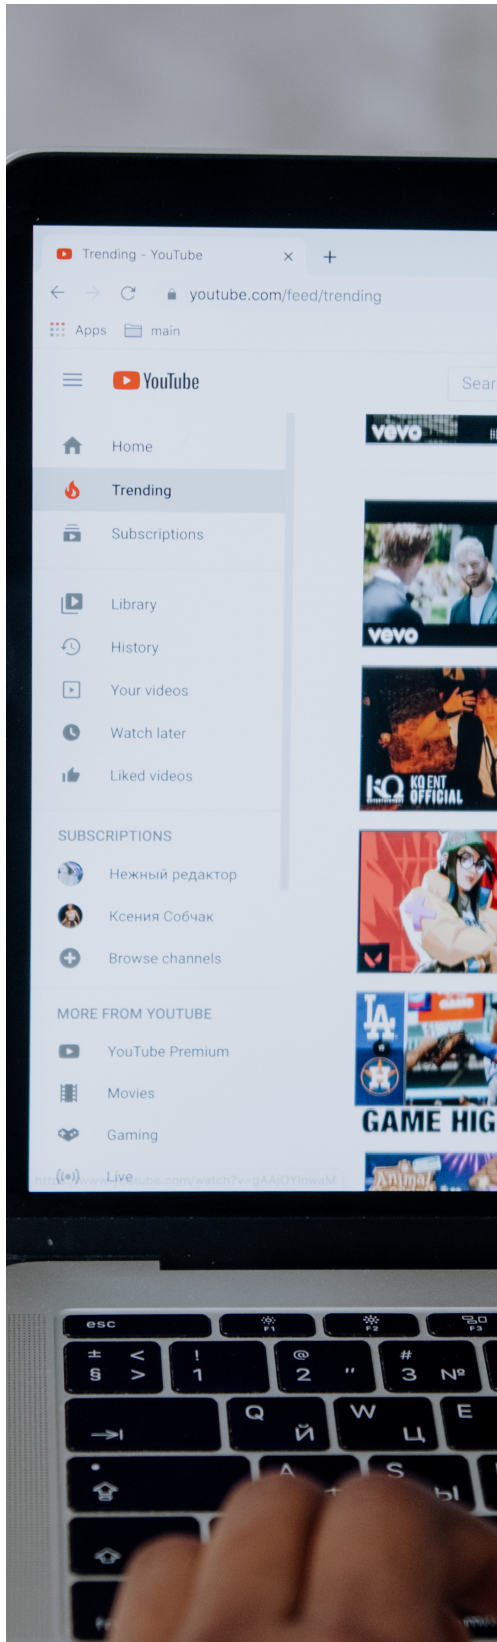 Trending - YouTube
youtube.com/feed/trending
Apps main
YouTube
Sear
Home
Trending
Subscriptions
Library
History
Your videos
Watch later
Liked videos
SUBSCRIPTIONS
Нежный редактор
Ксения Собчак
Browse channels
MORE FROM YOUTUBE
YouTube Premium
Movies
Gaming
Live
vevo
vevo
KQ ENT
OFFICIAL
LA
H
GAME HIG
Animal
esc F1 F2 F3
± < ! @ #
§ > 1 2 " 3 №
Q Й W Ц E
A S Ы